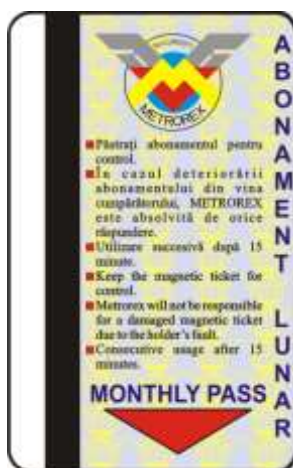 METROREX
Păstrați abonamentul pentru
control.
În cazul deteriorării
abonamentului din vina
cumpărătorului, METROREX
este absolvită de orice
răspundere.
Utilizare succesivă după 15
minute.
Keep the magnetic ticket for
control.
Metrorex will not be responsible
for a damaged magnetic ticket
due to the holder's fault.
Consecutive usage after 15
minutes.
MONTHLY PASS
ABONAMENT LUNAR